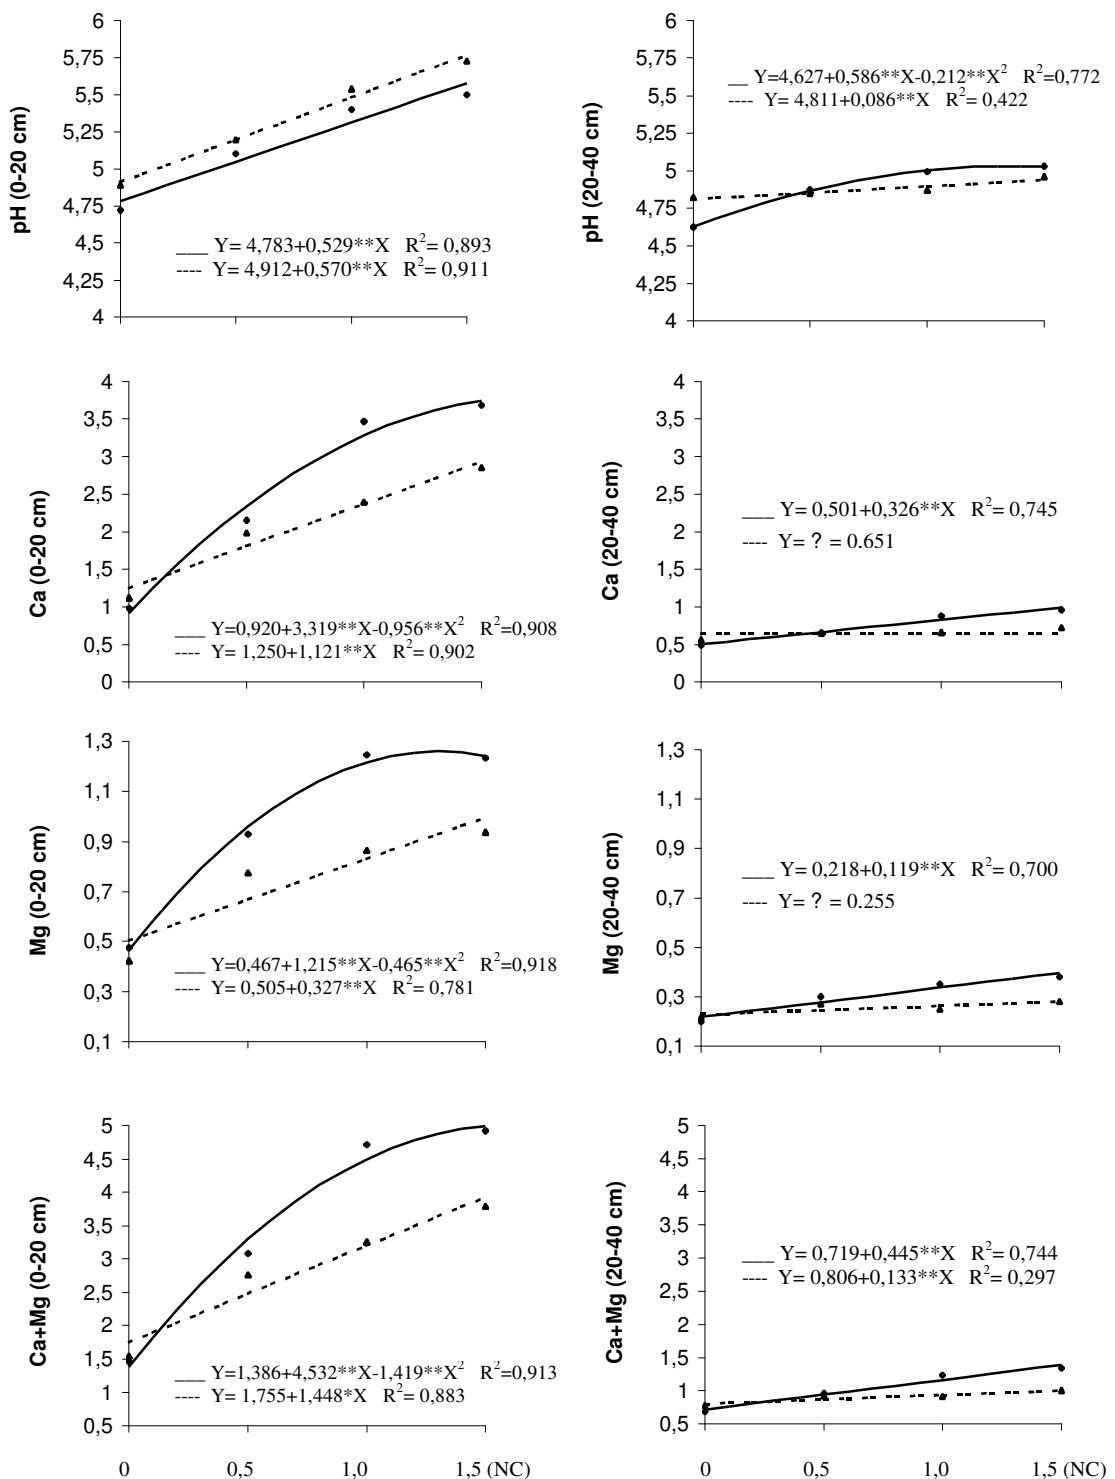 pH (0-20 cm)
6
5,75
5,5
5,25
5
4,75
4,5
4,25
4
___ Y= 4,783+0,529**X R²= 0,893
---- Y= 4,912+0,570**X R²= 0,911
pH (20-40 cm)
6
5,75
5,5
5,25
5
4,75
4,5
4,25
4
__ Y=4,627+0,586**X-0,212**X² R²=0,772
---- Y= 4,811+0,086**X R²= 0,422
Ca (0-20 cm)
4
3,5
3
2,5
2
1,5
1
0,5
0
___ Y=0,920+3,319**X-0,956**X² R²=0,908
---- Y= 1,250+1,121**X R²= 0,902
Ca (20-40 cm)
4
3,5
3
2,5
2
1,5
1
0,5
0
___ Y= 0,501+0,326**X R²= 0,745
---- Y= ? = 0.651
Mg (0-20 cm)
1,3
1,1
0,9
0,7
0,5
0,3
0,1
___ Y=0,467+1,215**X-0,465**X² R²=0,918
---- Y= 0,505+0,327**X R²= 0,781
Mg (20-40 cm)
1,3
1,1
0,9
0,7
0,5
0,3
0,1
___ Y= 0,218+0,119**X R²= 0,700
---- Y= ? = 0.255
Ca+Mg (0-20 cm)
5
4,5
4
3,5
3
2,5
2
1,5
1
0,5
___ Y=1,386+4,532**X-1,419**X² R²=0,913
---- Y= 1,755+1,448*X R²= 0,883
0 0,5 1,0 1,5 (NC)
Ca+Mg (20-40 cm)
5
4,5
4
3,5
3
2,5
2
1,5
1
0,5
___ Y= 0,719+0,445**X R²= 0,744
---- Y= 0,806+0,133**X R²= 0,297
0 0,5 1,0 1,5 (NC)